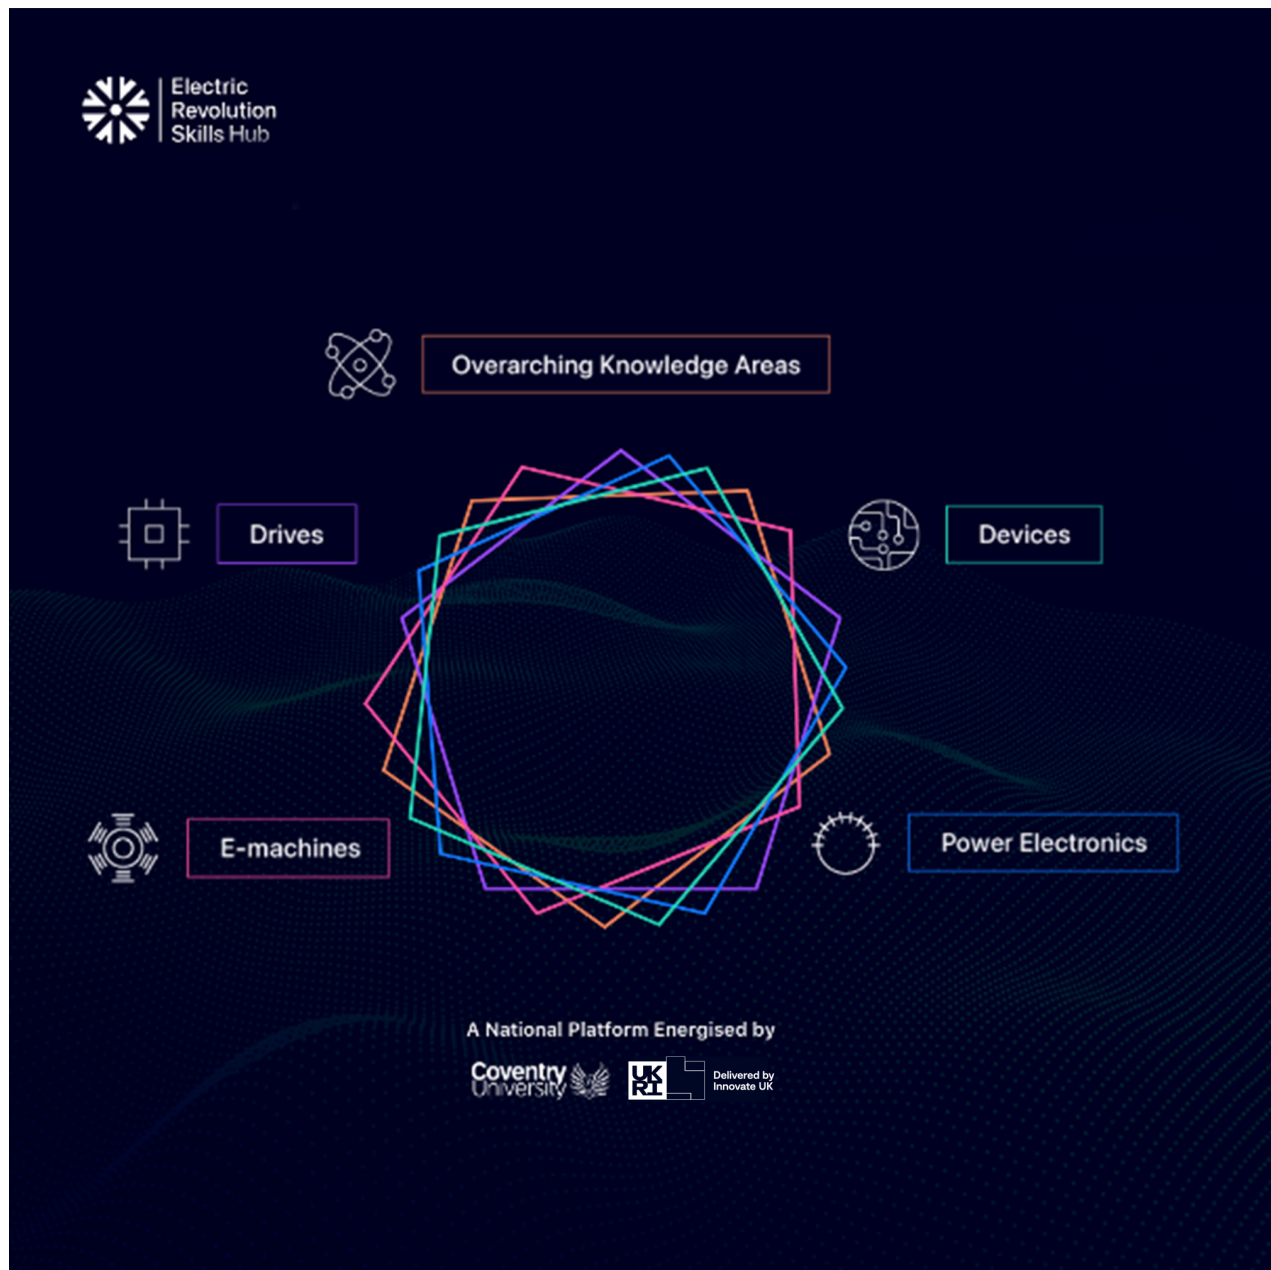 Electric
Revolution
Skills Hub
Overarching Knowledge Areas
Drives
Devices
E-machines
Power Electronics
A National Platform Energised by
Coventry
University
UK
RI
Delivered by
Innovate UK